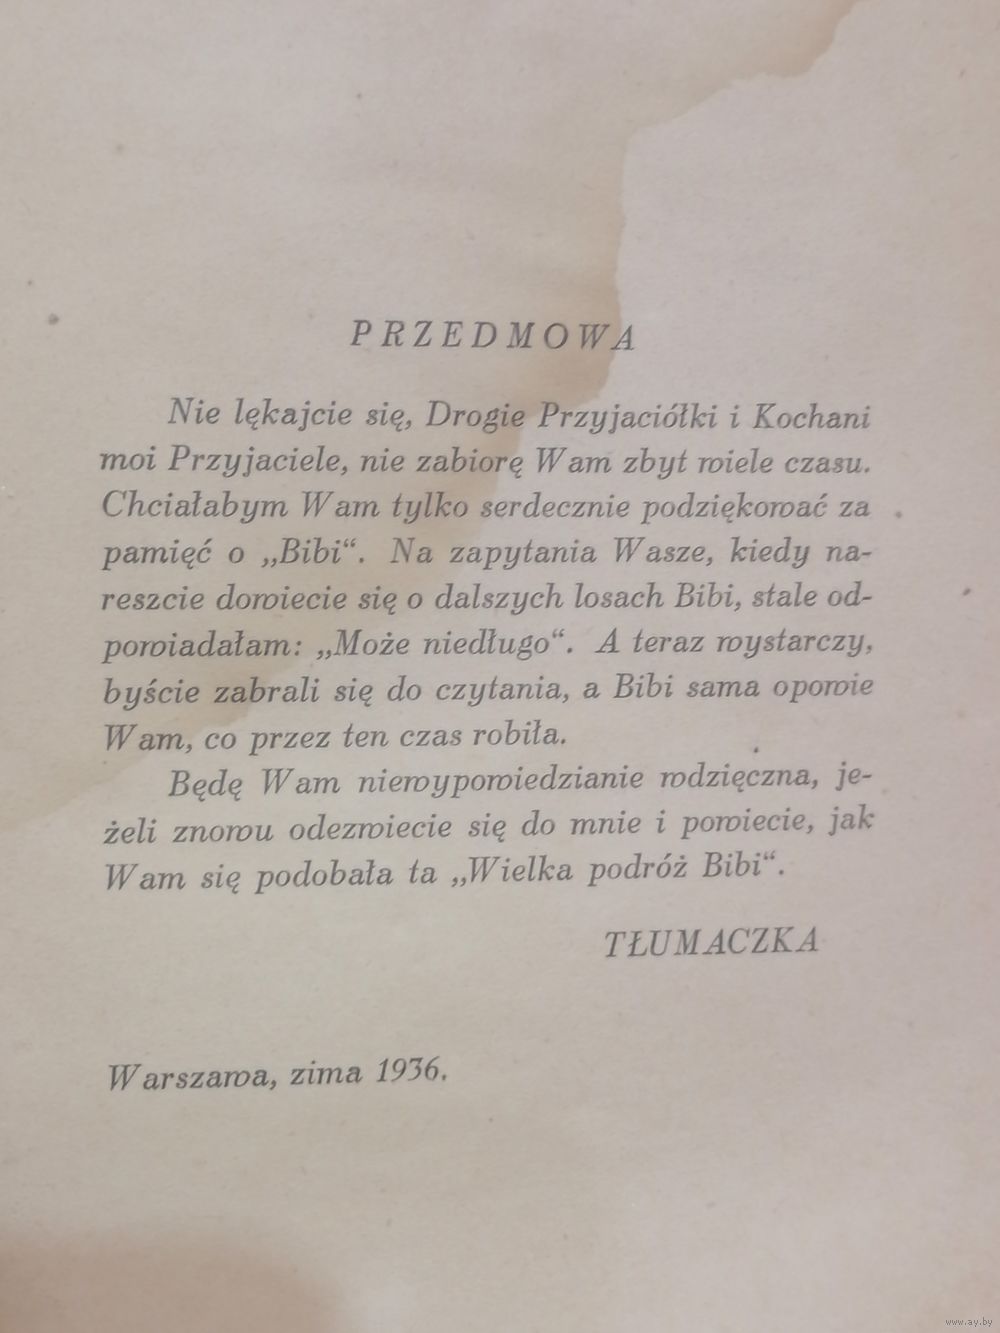 PRZEDMOWA
Nie lękajcie się, Drogie Przyjaciółki i Kochani
moi Przyjaciele, nie zabiorę Wam zbyt wiele czasu.
Chciałabym Wam tylko serdecznie podziękować za
pamięć o „Bibi“. Na zapytania Wasze, kiedy na-
reszcie dowiecie się o dalszych losach Bibi, stale od-
powiadałam: „Może niedługo“. A teraz wystarczy,
byście zabrali się do czytania, a Bibi sama opowie
Wam, co przez ten czas robiła.
Będę Wam niewypowiedzianie wdzięczna, je-
żeli znowu odezwiecie się do mnie i powiecie, jak
Wam się podobała ta „Wielka podróż Bibi“.
TŁUMACZKA
Warszawa, zima 1936.
www.ay.by